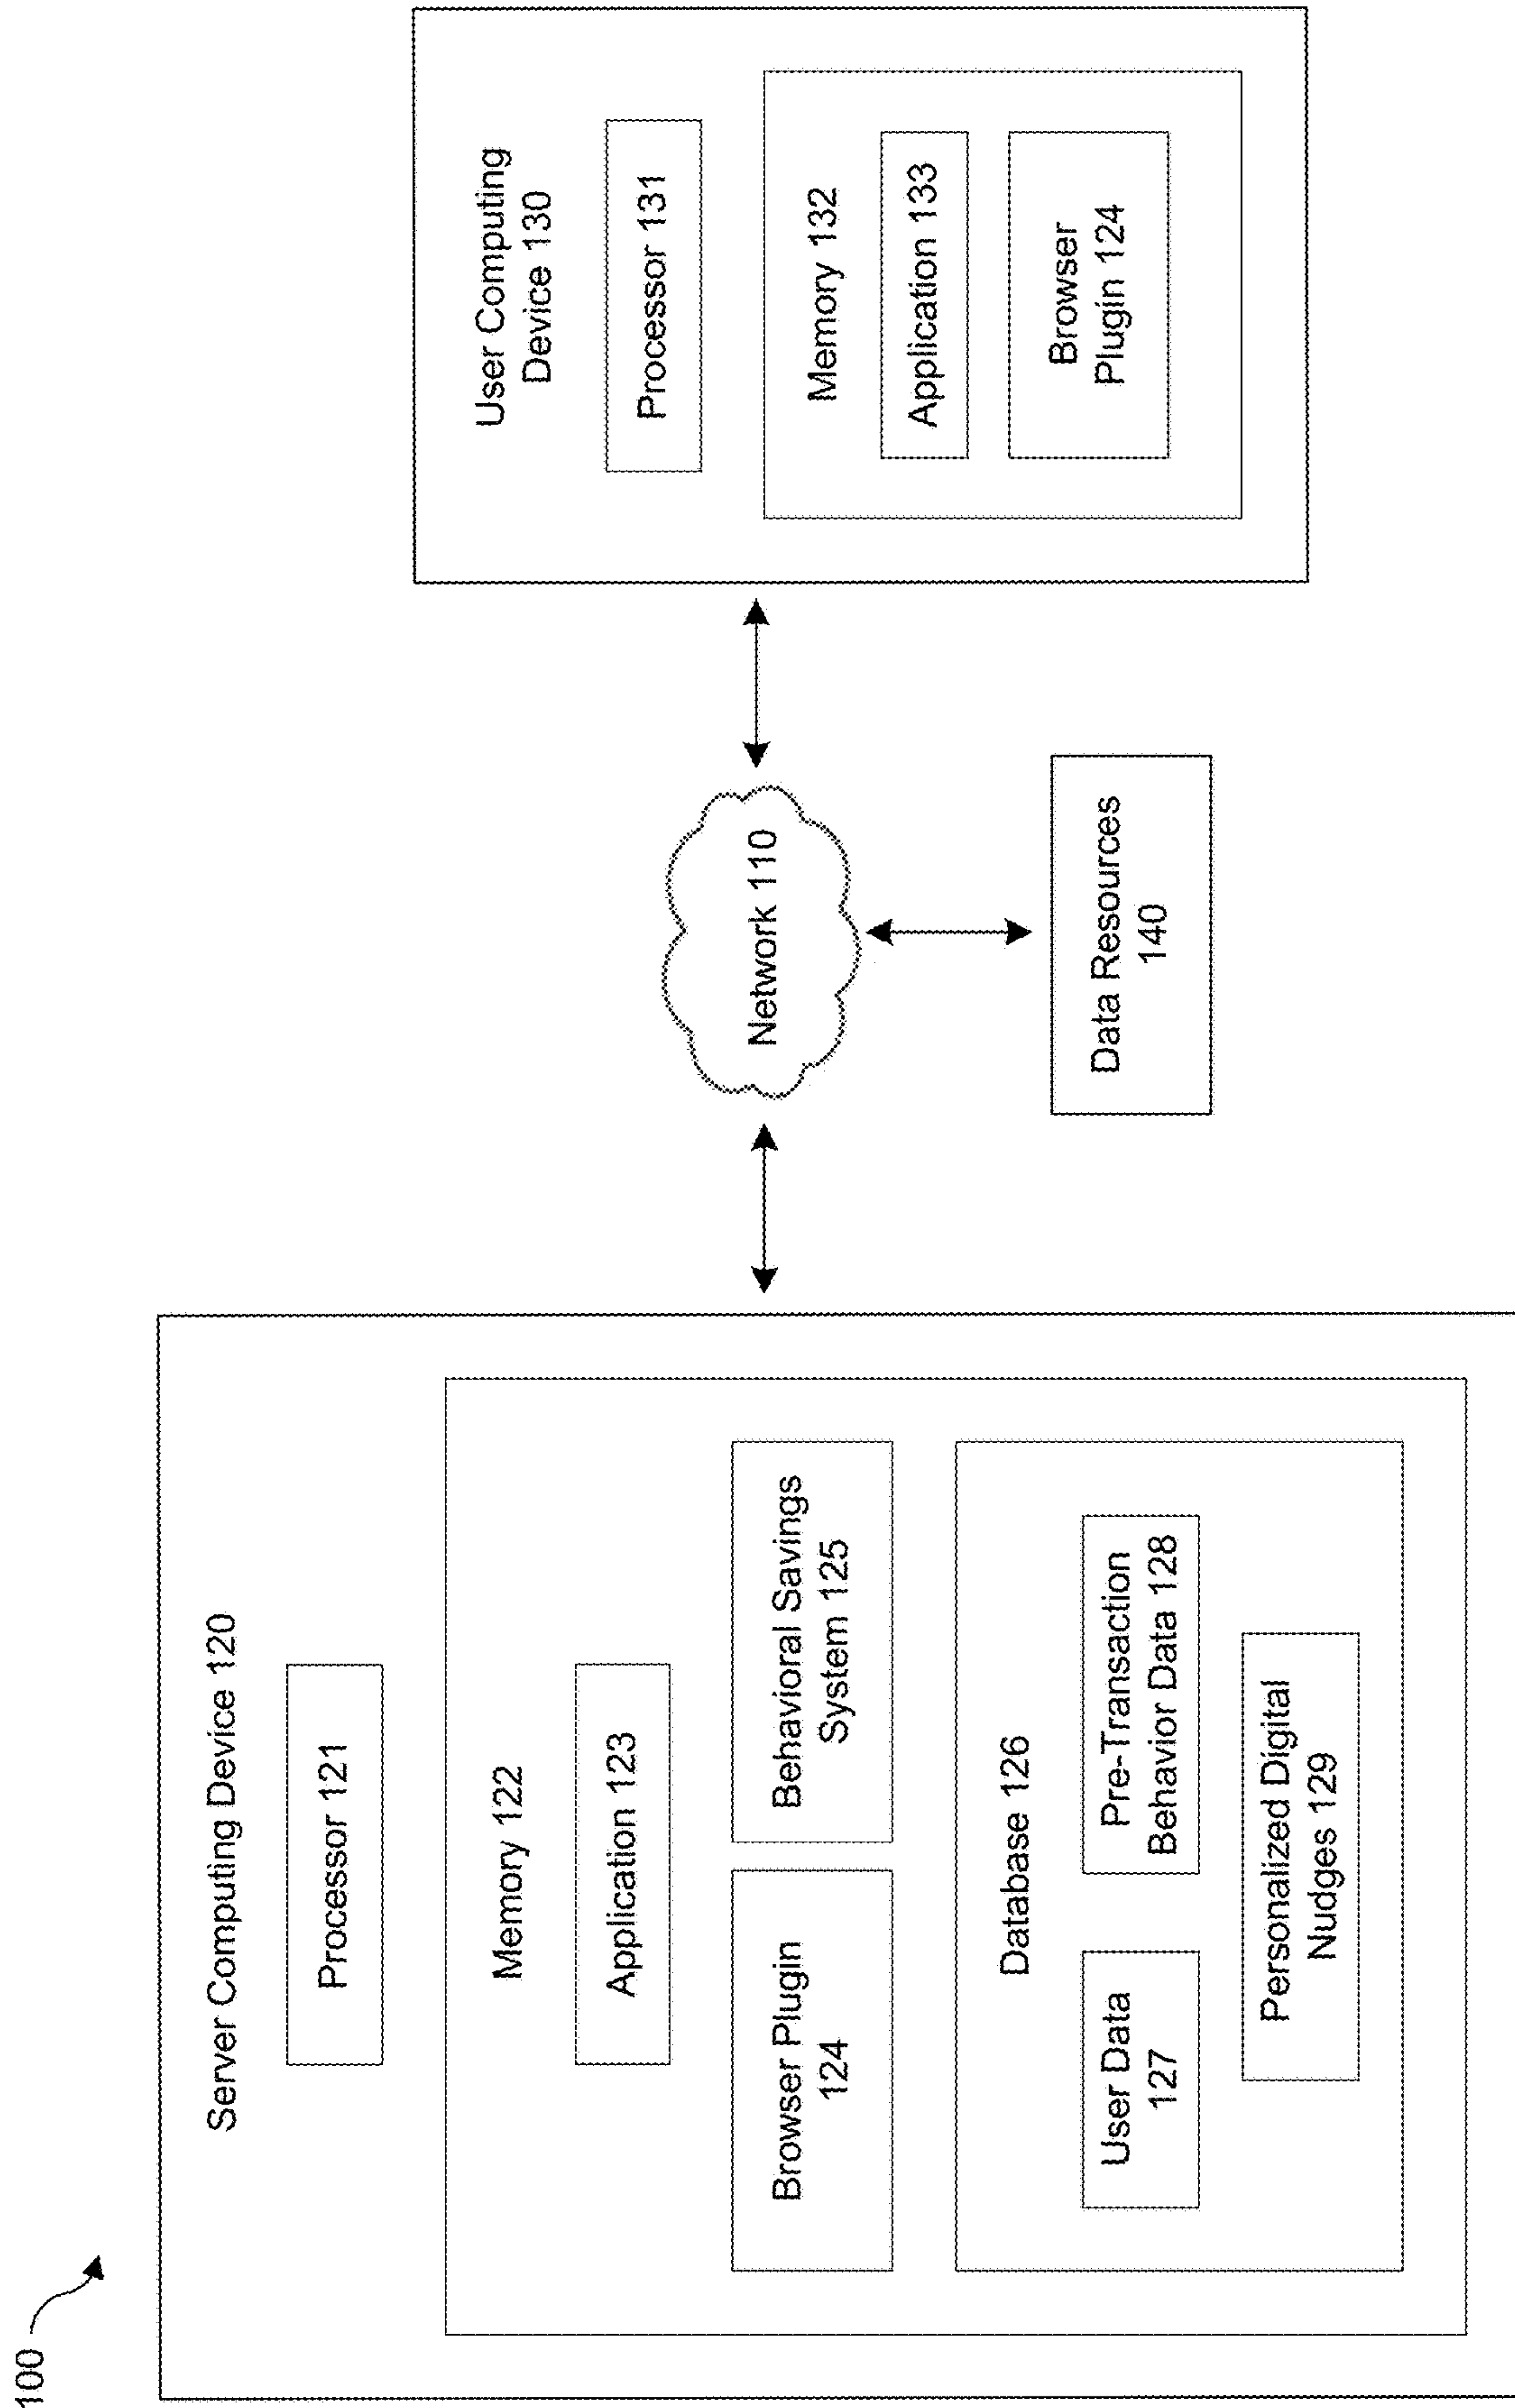 100
Server Computing Device 120
Processor 121
Memory 122
Application 123
Browser Plugin
124
Behavioral Savings
System 125
Database 126
User Data
127
Pre-Transaction
Behavior Data 128
Personalized Digital
Nudges 129
Network 110
Data Resources
140
User Computing
Device 130
Processor 131
Memory 132
Application 133
Browser
Plugin 124